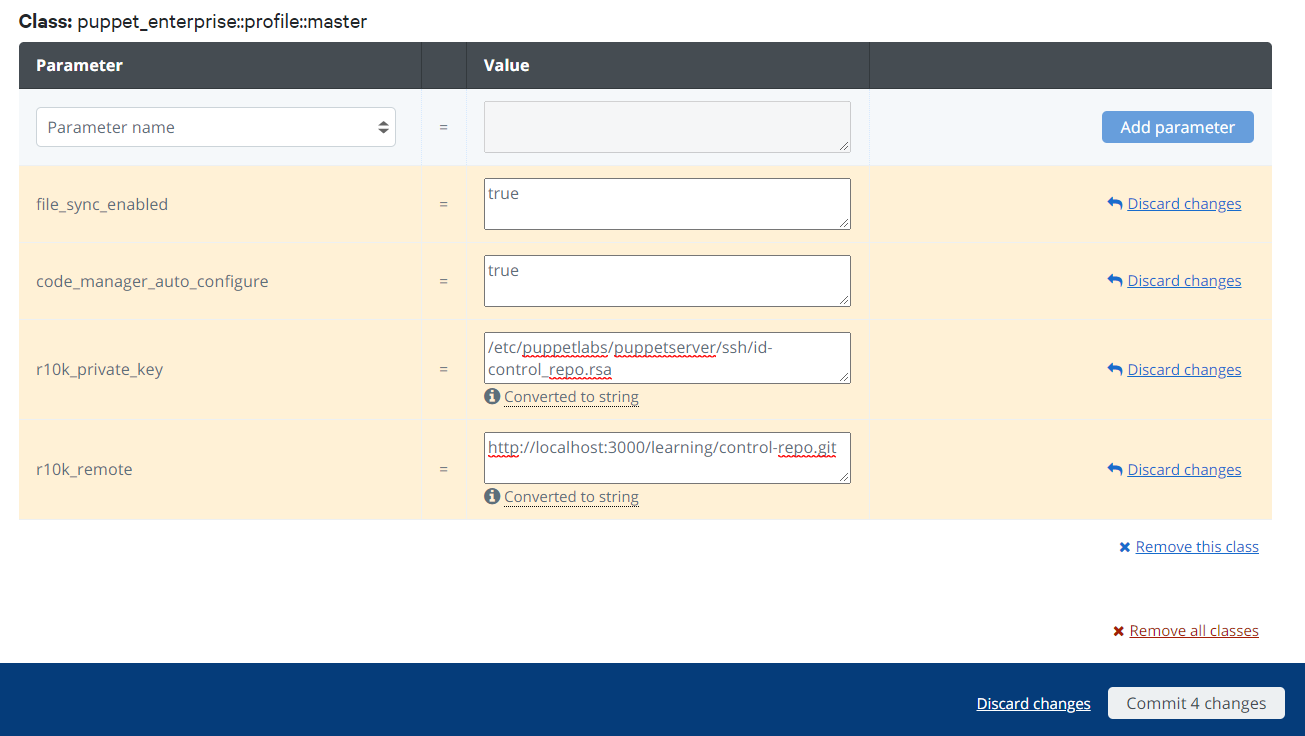 Class: puppet_enterprise::profile::master
Parameter Value
Parameter name = Add parameter
file_sync_enabled = true Discard changes
code_manager_auto_configure = true Discard changes
r10k_private_key = /etc/puppetlabs/puppetserver/ssh/id-
control_repo.rsa Discard changes
Converted to string
r10k_remote = http://localhost:3000/learning/control-repo.git Discard changes
Converted to string
Remove this class
Remove all classes
Discard changes Commit 4 changes